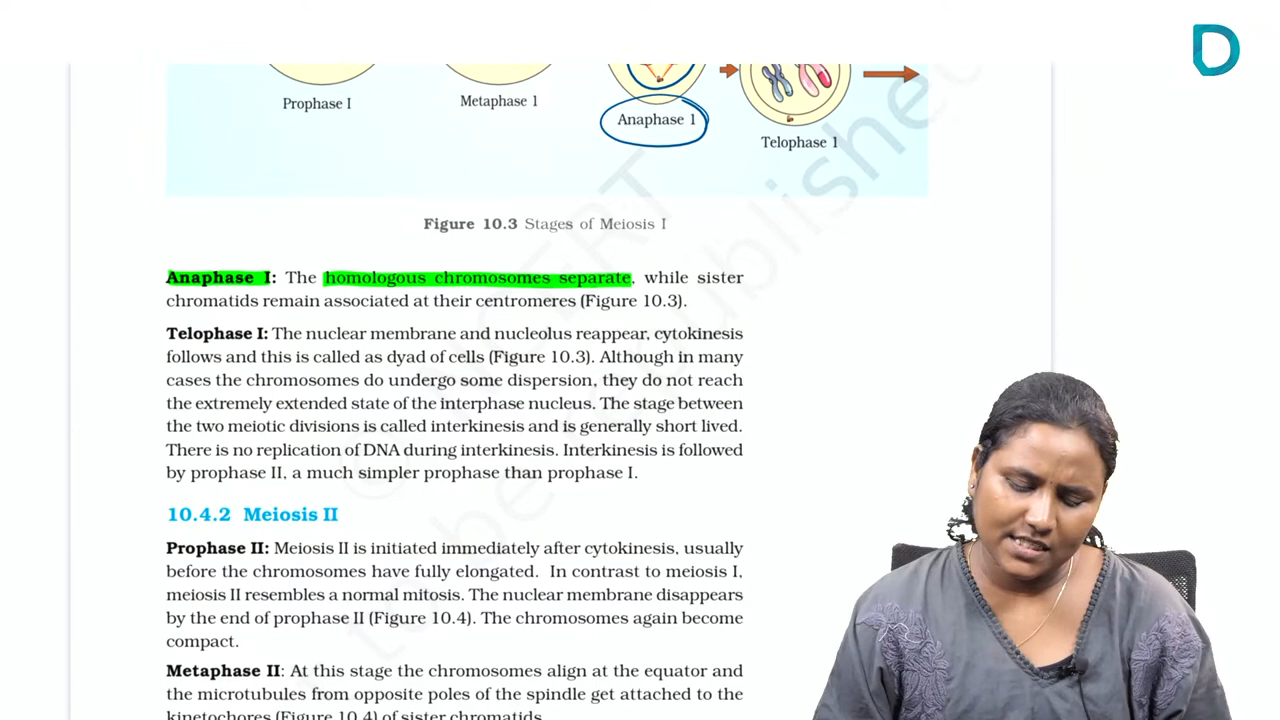 D
Prophase I
Metaphase 1
Anaphase 1
Telophase 1
Figure 10.3 Stages of Meiosis I
Anaphase I: The homologous chromosomes separate, while sister
chromatids remain associated at their centromeres (Figure 10.3).
Telophase I: The nuclear membrane and nucleolus reappear, cytokinesis
follows and this is called as dyad of cells (Figure 10.3). Although in many
cases the chromosomes do undergo some dispersion, they do not reach
the extremely extended state of the interphase nucleus. The stage between
the two meiotic divisions is called interkinesis and is generally short lived.
There is no replication of DNA during interkinesis. Interkinesis is followed
by prophase II, a much simpler prophase than prophase I.
10.4.2 Meiosis II
Prophase II: Meiosis II is initiated immediately after cytokinesis, usually
before the chromosomes have fully elongated. In contrast to meiosis I,
meiosis II resembles a normal mitosis. The nuclear membrane disappears
by the end of prophase II (Figure 10.4). The chromosomes again become
compact.
Metaphase II: At this stage the chromosomes align at the equator and
the microtubules from opposite poles of the spindle get attached to the
kinetochores (Figure 10.4) of sister chromatids.